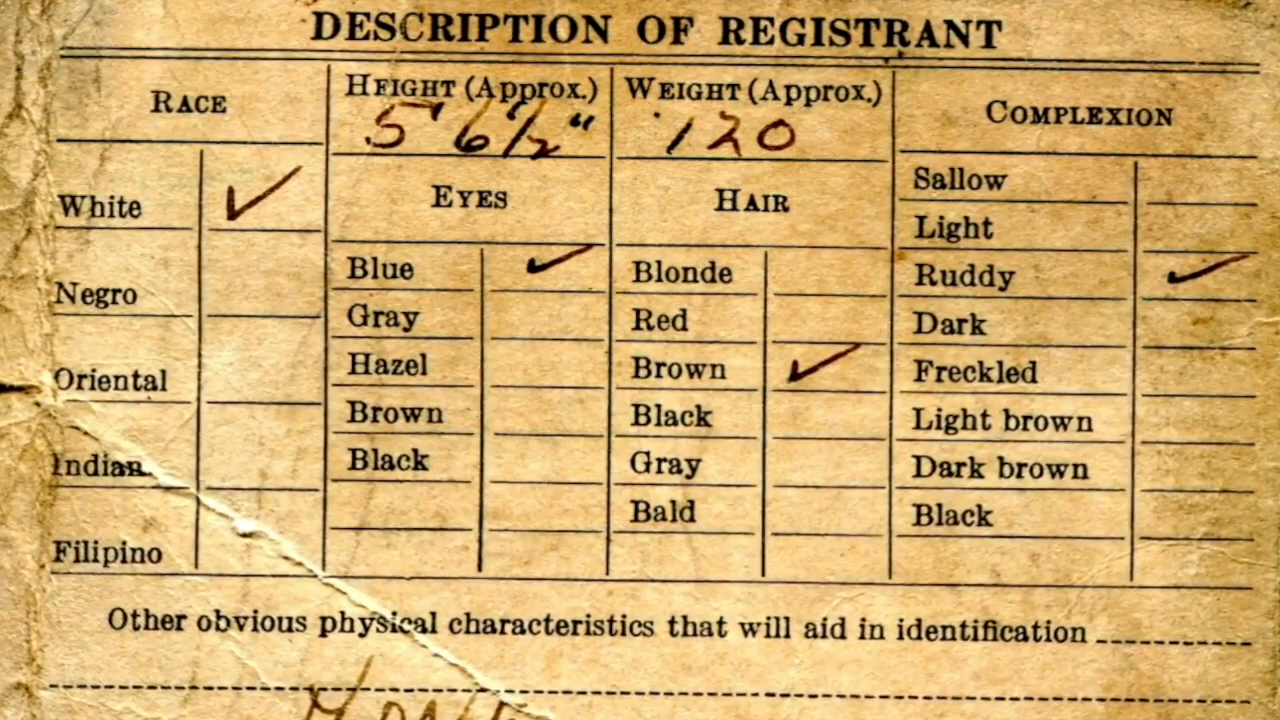 DESCRIPTION OF REGISTRANT
RACE
HEIGHT (Approx.)
5' 6 1/2"
WEIGHT (Approx.)
120
COMPLEXION
White ✓
Negro
Oriental
Indian
Filipino
EYES
Blue ✓
Gray
Hazel
Brown
Black
HAIR
Blonde
Red
Brown ✓
Black
Gray
Bald
Sallow
Light
Ruddy ✓
Dark
Freckled
Light brown
Dark brown
Black
Other obvious physical characteristics that will aid in identification